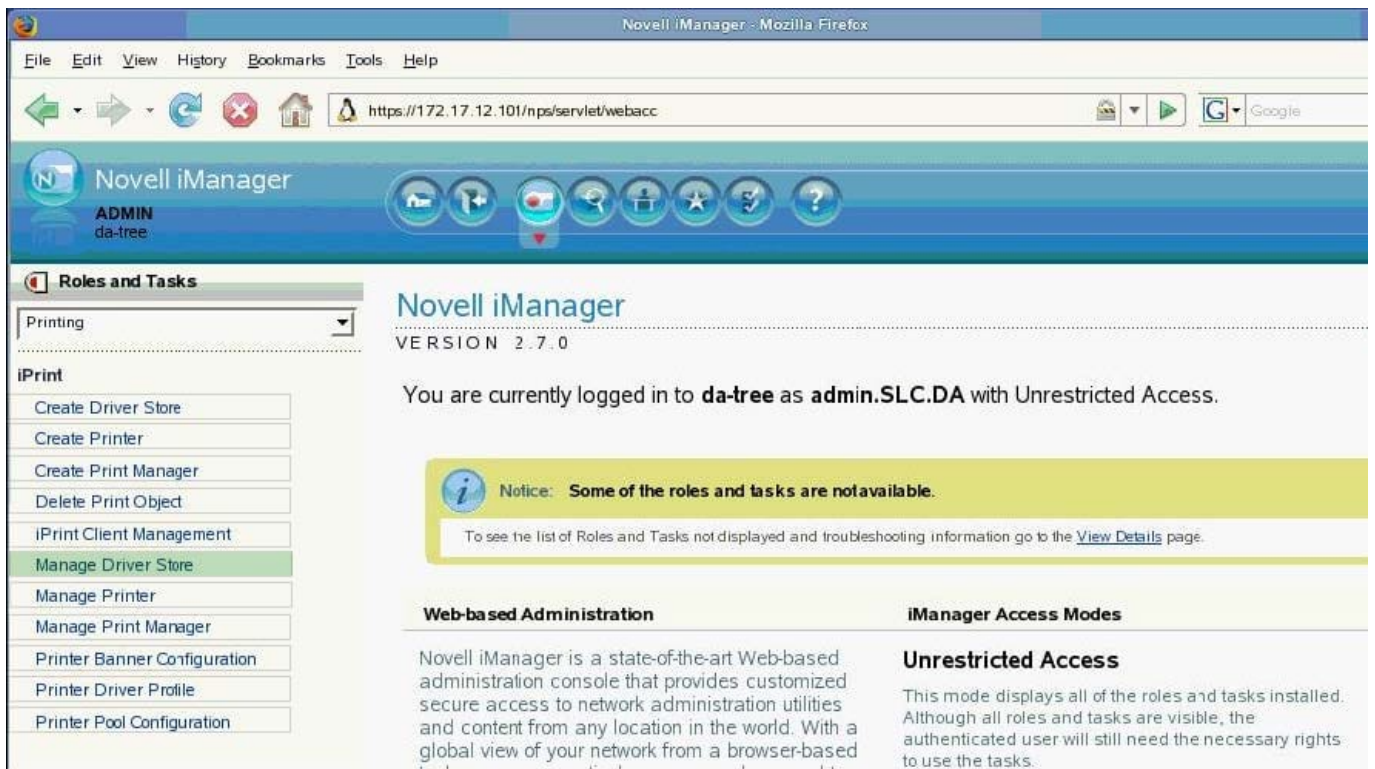 Novell iManager - Mozilla Firefox
File Edit View History Bookmarks Tools Help
https://172.17.12.101/nps/servlet/webacc
G Google
N Novell iManager
ADMIN
da-tree
?
Roles and Tasks
Printing
iPrint
Create Driver Store
Create Printer
Create Print Manager
Delete Print Object
iPrint Client Management
Manage Driver Store
Manage Printer
Manage Print Manager
Printer Banner Configuration
Printer Driver Profile
Printer Pool Configuration
Novell iManager
VERSION 2.7.0
You are currently logged in to da-tree as admin.SLC.DA with Unrestricted Access.
i Notice: Some of the roles and tasks are not available.
To see the list of Roles and Tasks not displayed and troubleshooting information go to the View Details page.
Web-based Administration
Novell iManager is a state-of-the-art Web-based
administration console that provides customized
secure access to network administration utilities
and content from any location in the world. With a
global view of your network from a browser-based
iManager Access Modes
Unrestricted Access
This mode displays all of the roles and tasks installed.
Although all roles and tasks are visible, the
authenticated user will still need the necessary rights
to use the tasks.